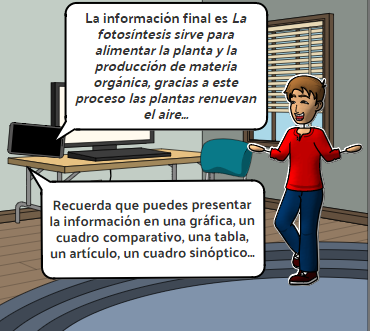 La información final es La
fotosíntesis sirve para
alimentar la planta y la
producción de materia
orgánica, gracias a este
proceso las plantas renuevan
el aire...
Recuerda que puedes presentar
la información en una gráfica, un
cuadro comparativo, una tabla,
un artículo, un cuadro sinóptico...